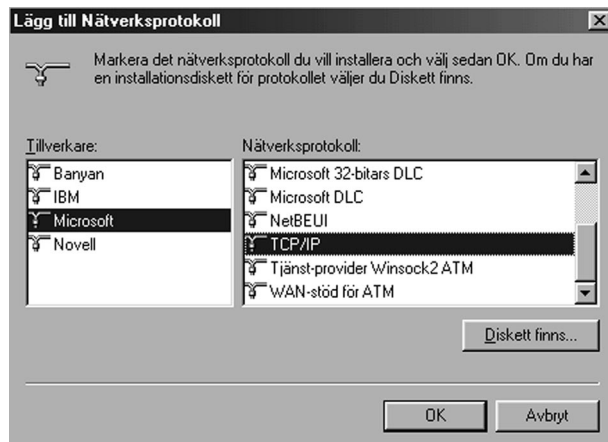 Lägg till Nätverksprotokoll
Markera det nätverksprotokoll du vill installera och välj sedan OK. Om du har
en installationsdiskett för protokollet väljer du Diskett finns.
Tillverkare:
Banyan
IBM
Microsoft
Novell
Nätverksprotokoll:
Microsoft 32-bitars DLC
Microsoft DLC
NetBEUI
TCP/IP
Tjänst-provider Winsock2 ATM
WAN-stöd för ATM
Diskett finns...
OK
Avbryt